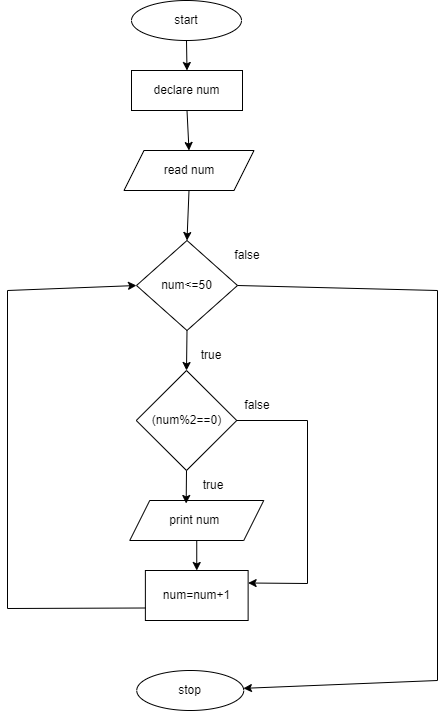 start
declare num
read num
false
num<=50
true
false
(num%2==0)
true
print num
num=num+1
stop